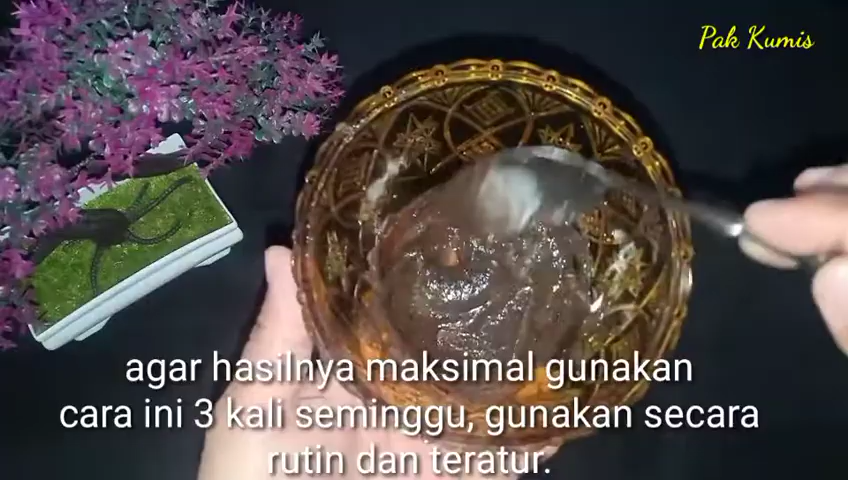 Pak Kumis
agar hasilnya maksimal gunakan
cara ini 3 kali seminggu, gunakan secara
rutin dan teratur.